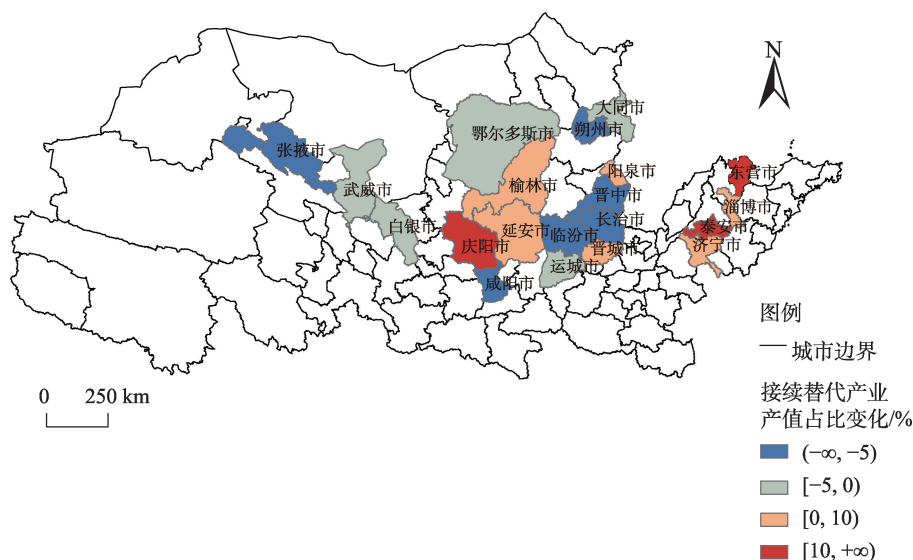 N
大同市
鄂尔多斯市
朔州市
张掖市
阳泉市
东营市
武威市
榆林市
晋中市
淄博市
白银市
长治市
延安市
临汾市
泰安市
庆阳市
晋城市
济宁市
运城市
咸阳市
图例
城市边界
0 250 km
接续替代产业
产值占比变化/%
(−∞, −5)
[−5, 0)
[0, 10)
[10, +∞)